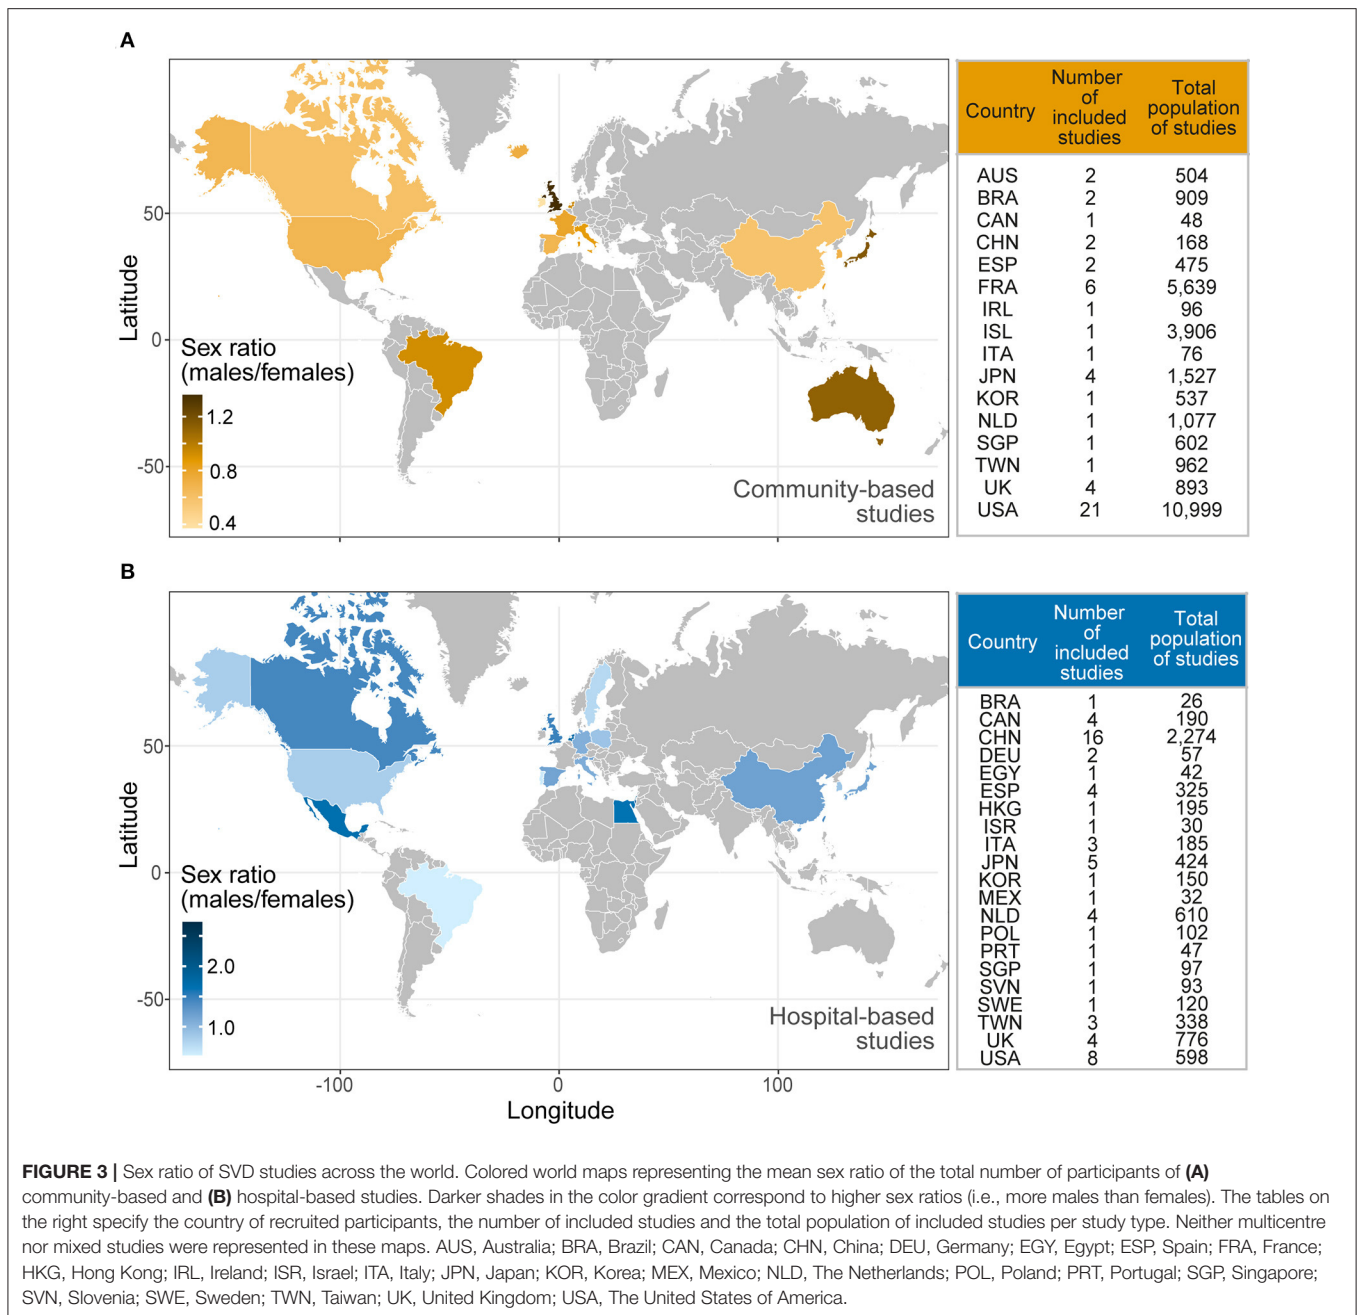 A
Latitude
50
0
-50
Sex ratio
(males/females)
1.2
0.8
0.4
Community-based
studies
Country Number of included studies Total population of studies
AUS 2 504
BRA 2 909
CAN 1 48
CHN 2 168
ESP 2 475
FRA 6 5,639
IRL 1 96
ISL 1 3,906
ITA 1 76
JPN 4 1,527
KOR 1 537
NLD 1 1,077
SGP 1 602
TWN 1 962
UK 4 893
USA 21 10,999
B
Latitude
50
0
-50
Sex ratio
(males/females)
2.0
1.0
Hospital-based
studies
-100 0 100
Longitude
Country Number of included studies Total population of studies
BRA 1 26
CAN 4 190
CHN 16 2,274
DEU 2 57
EGY 1 42
ESP 4 325
HKG 1 195
ISR 1 30
ITA 3 185
JPN 5 424
KOR 1 150
MEX 1 32
NLD 4 610
POL 1 102
PRT 1 47
SGP 1 97
SVN 1 93
SWE 1 120
TWN 3 338
UK 4 776
USA 8 598
FIGURE 3 | Sex ratio of SVD studies across the world. Colored world maps representing the mean sex ratio of the total number of participants of (A)
community-based and (B) hospital-based studies. Darker shades in the color gradient correspond to higher sex ratios (i.e., more males than females). The tables on
the right specify the country of recruited participants, the number of included studies and the total population of included studies per study type. Neither multicentre
nor mixed studies were represented in these maps. AUS, Australia; BRA, Brazil; CAN, Canada; CHN, China; DEU, Germany; EGY, Egypt; ESP, Spain; FRA, France;
HKG, Hong Kong; IRL, Ireland; ISR, Israel; ITA, Italy; JPN, Japan; KOR, Korea; MEX, Mexico; NLD, The Netherlands; POL, Poland; PRT, Portugal; SGP, Singapore;
SVN, Slovenia; SWE, Sweden; TWN, Taiwan; UK, United Kingdom; USA, The United States of America.